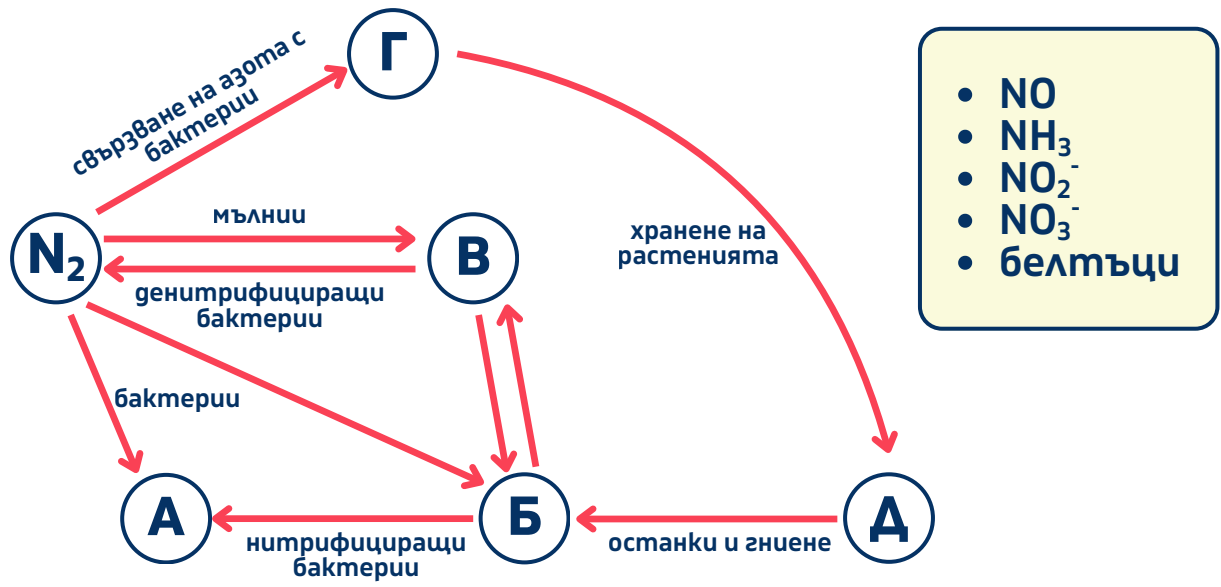 Г
свързване на азота с
бактерии
N₂
мълнии
В
денитрифициращи
бактерии
хранене на
растенията
бактерии
А
нитрифициращи
бактерии
Б
останки и гниене
Д
• NO
• NH₃
• NO₂⁻
• NO₃⁻
• белтъци